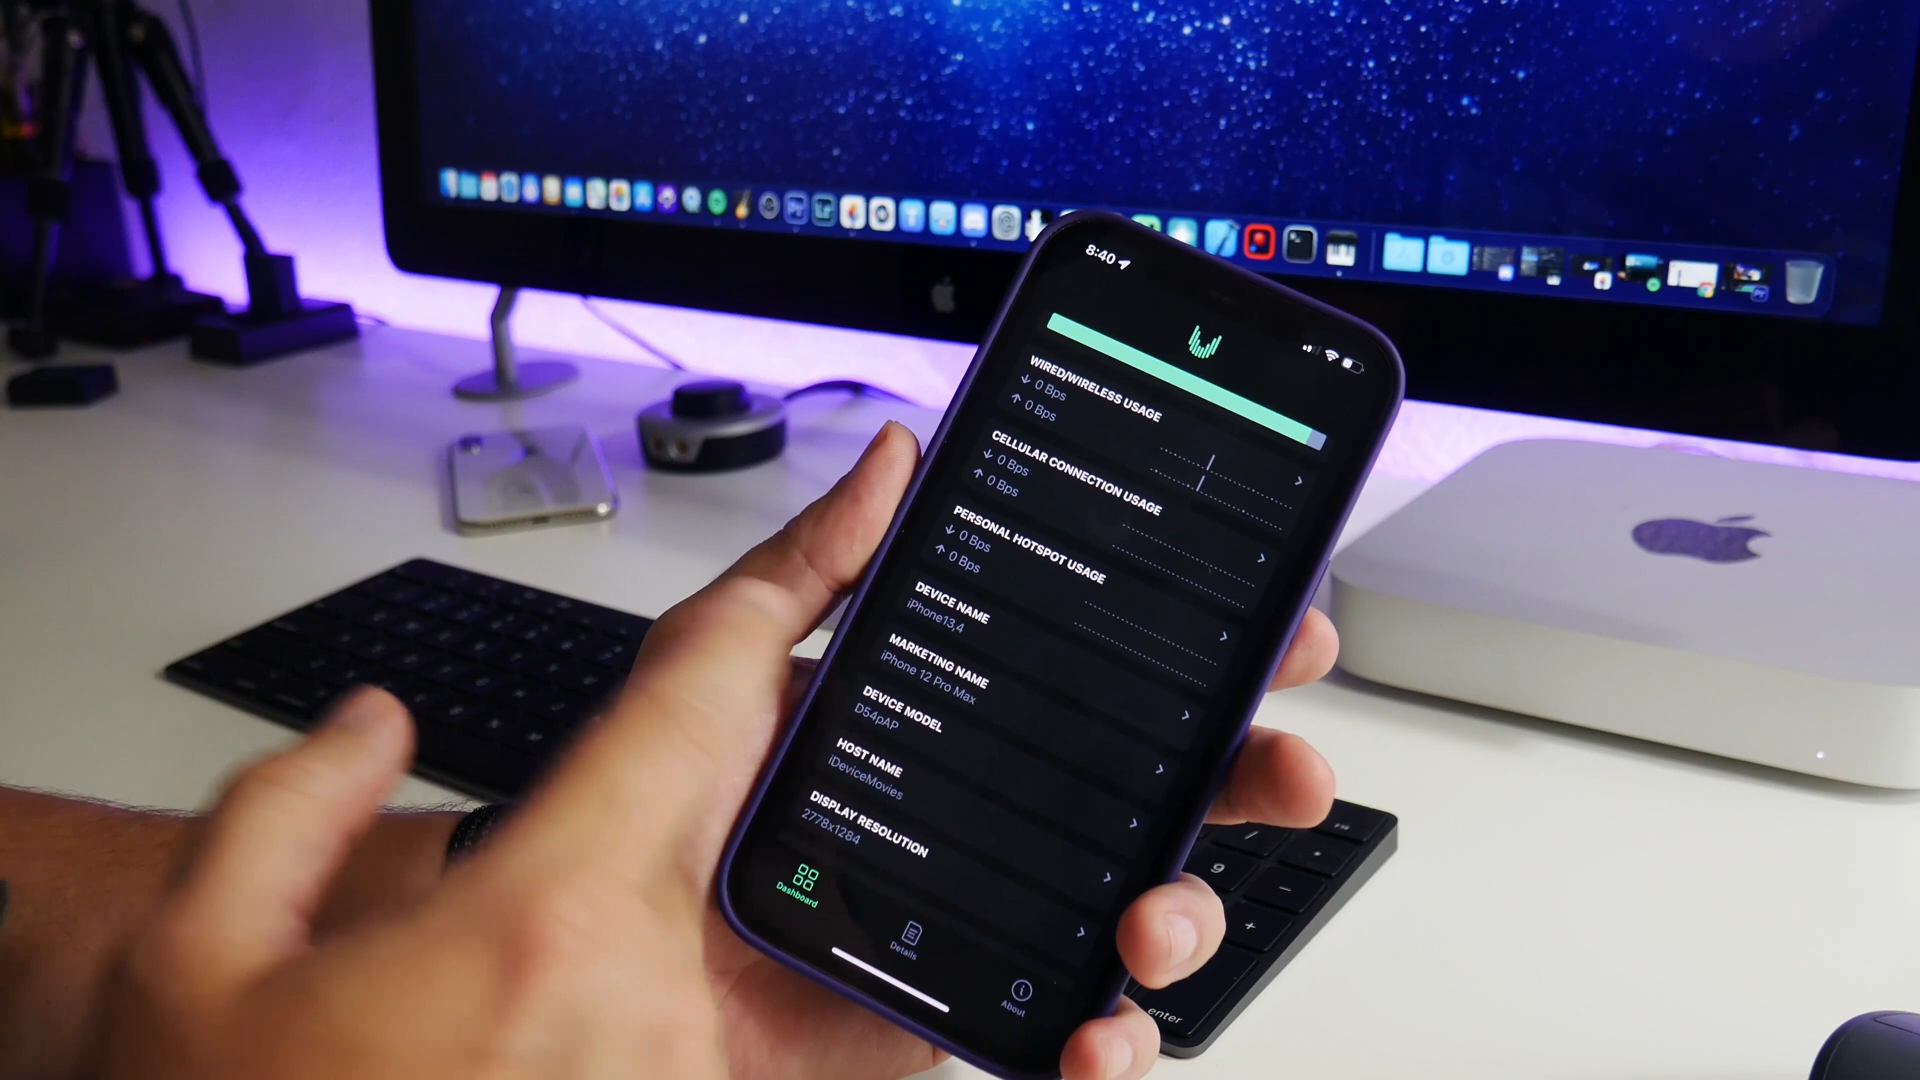 8:40
WIRED/WIRELESS USAGE
↓ 0 Bps
↑ 0 Bps
CELLULAR CONNECTION USAGE
↓ 0 Bps
↑ 0 Bps
PERSONAL HOTSPOT USAGE
↓ 0 Bps
↑ 0 Bps
DEVICE NAME
iPhone13,4
MARKETING NAME
iPhone 12 Pro Max
DEVICE MODEL
D54pAP
HOST NAME
iDeviceMovies
DISPLAY RESOLUTION
2778x1284
Dashboard
Details
About
9
/
*
-
+
enter